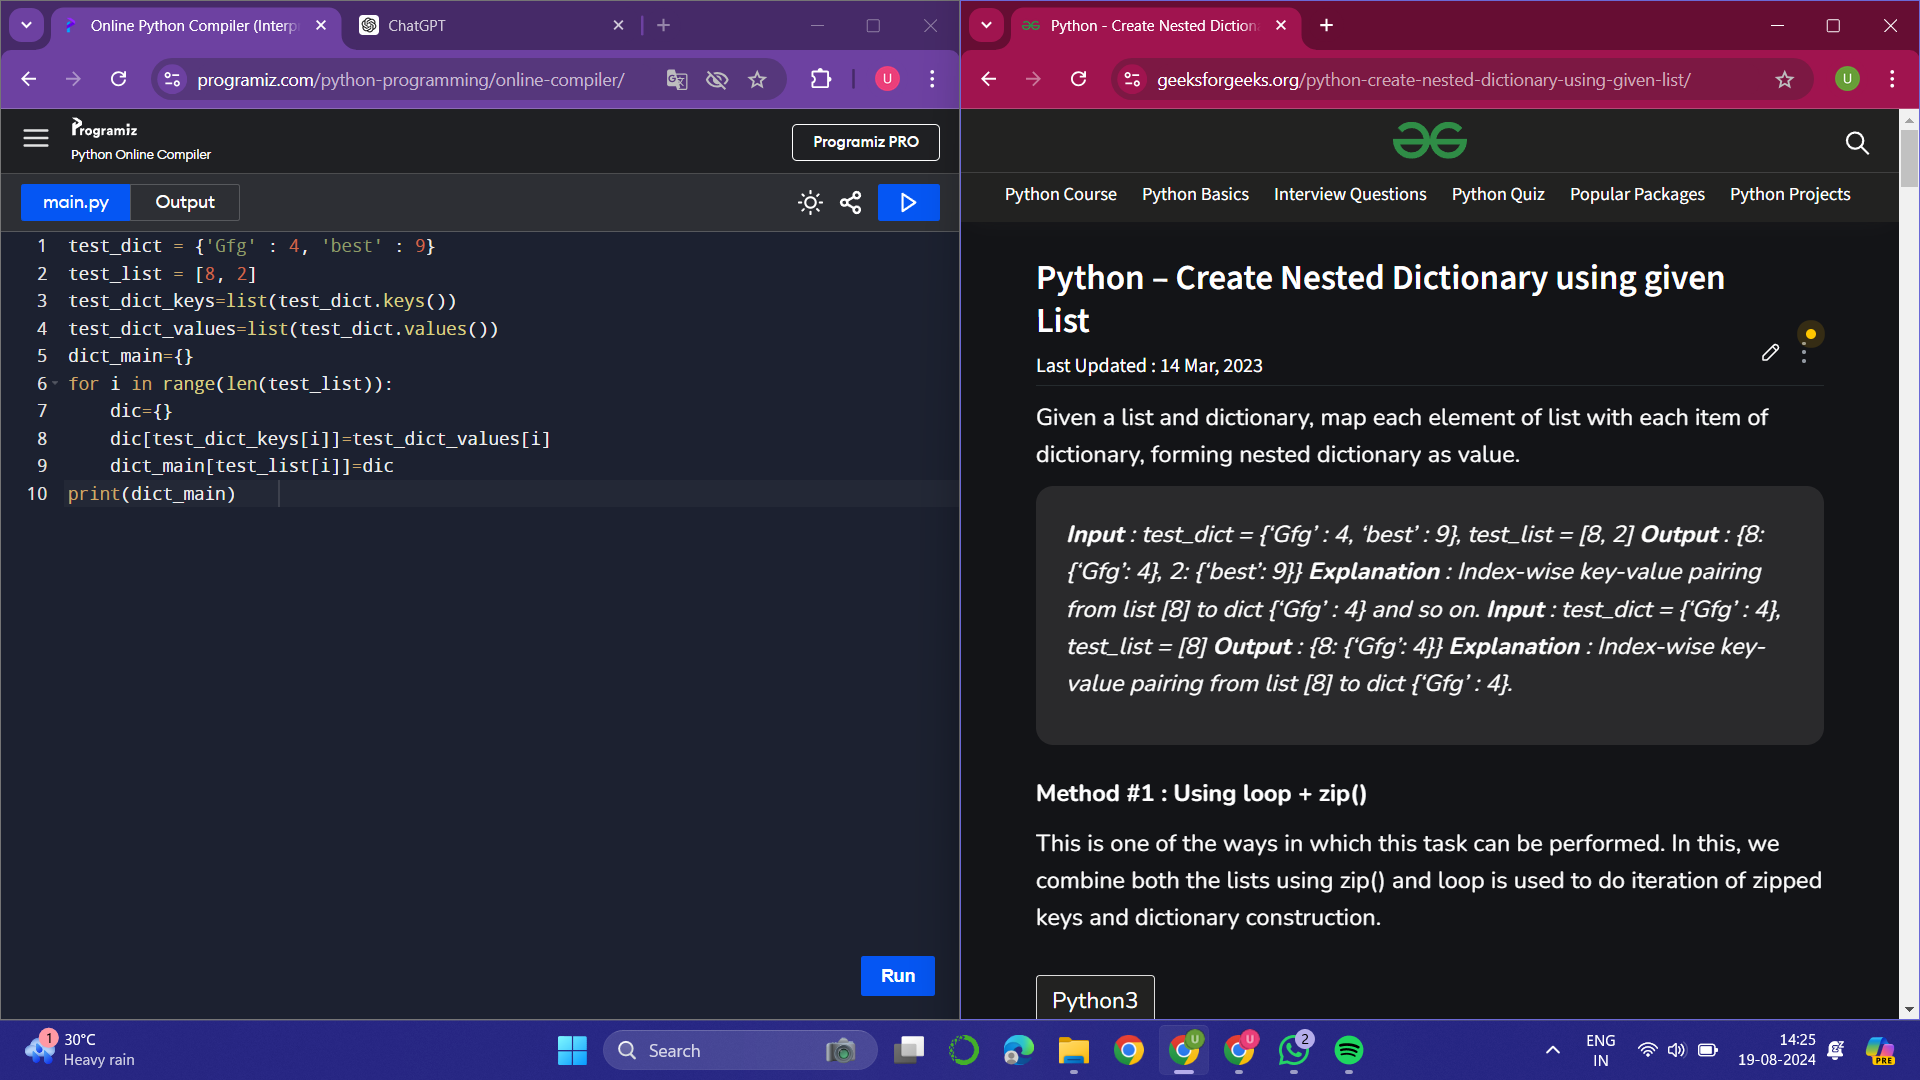 Online Python Compiler (Interp
ChatGPT
programiz.com/python-programming/online-compiler/
U
Programiz
Python Online Compiler
Programiz PRO
main.py
Output
1 test_dict = {'Gfg' : 4, 'best' : 9}
2 test_list = [8, 2]
3 test_dict_keys=list(test_dict.keys())
4 test_dict_values=list(test_dict.values())
5 dict_main={}
6 for i in range(len(test_list)):
7 dic={}
8 dic[test_dict_keys[i]]=test_dict_values[i]
9 dict_main[test_list[i]]=dic
10 print(dict_main)
Run
Python - Create Nested Diction
geeksforgeeks.org/python-create-nested-dictionary-using-given-list/
U
Python Course Python Basics Interview Questions Python Quiz Popular Packages Python Projects
Python – Create Nested Dictionary using given
List
Last Updated : 14 Mar, 2023
Given a list and dictionary, map each element of list with each item of
dictionary, forming nested dictionary as value.
Input : test_dict = {‘Gfg’ : 4, ‘best’ : 9}, test_list = [8, 2] Output : {8:
{‘Gfg’: 4}, 2: {‘best’: 9}} Explanation : Index-wise key-value pairing
from list [8] to dict {‘Gfg’ : 4} and so on. Input : test_dict = {‘Gfg’ : 4},
test_list = [8] Output : {8: {‘Gfg’: 4}} Explanation : Index-wise key-
value pairing from list [8] to dict {‘Gfg’ : 4}.
Method #1 : Using loop + zip()
This is one of the ways in which this task can be performed. In this, we
combine both the lists using zip() and loop is used to do iteration of zipped
keys and dictionary construction.
Python3
1
30°C
Heavy rain
Search
U
U
2
ENG
IN
14:25
19-08-2024
PRE